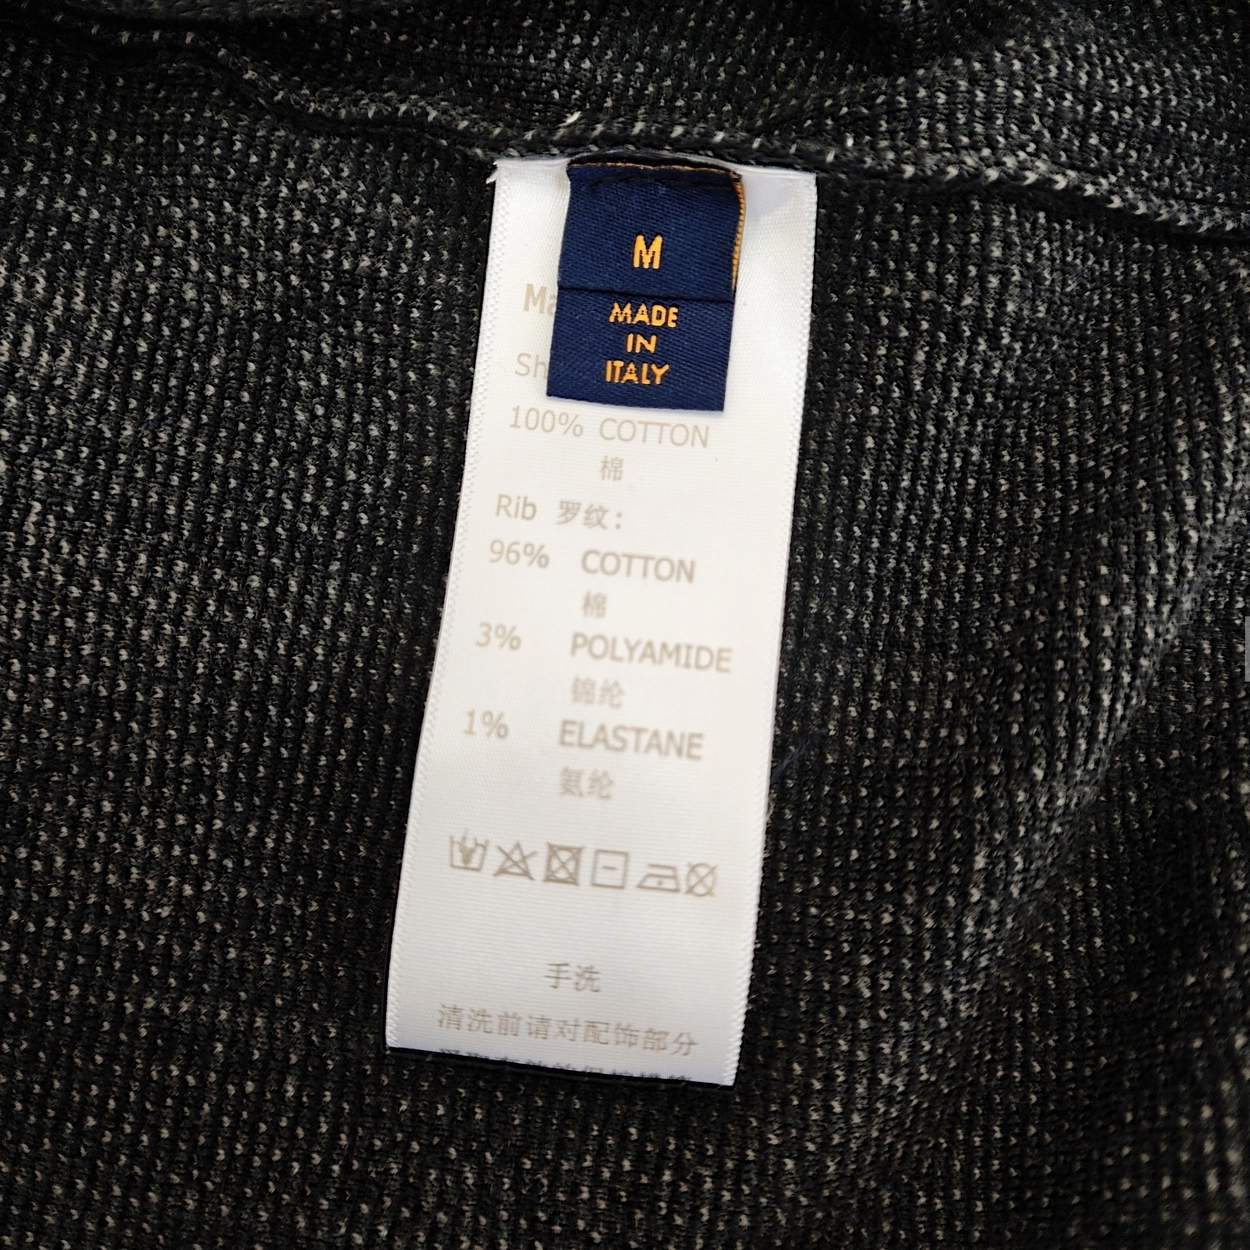 M
MADE
IN
ITALY
100% COTTON
棉
Rib 罗纹:
96% COTTON
棉
3% POLYAMIDE
锦纶
1% ELASTANE
氨纶
手洗
清洗前请对配饰部分